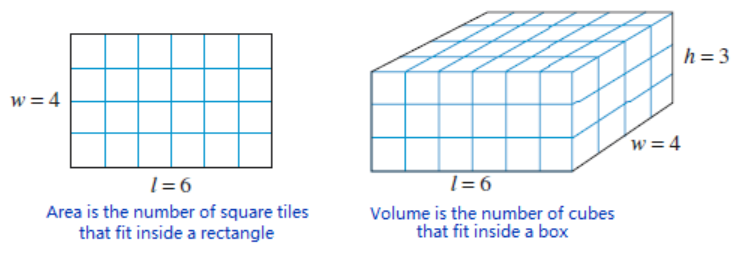 w = 4
l = 6
Area is the number of square tiles
that fit inside a rectangle
h = 3
w = 4
l = 6
Volume is the number of cubes
that fit inside a box